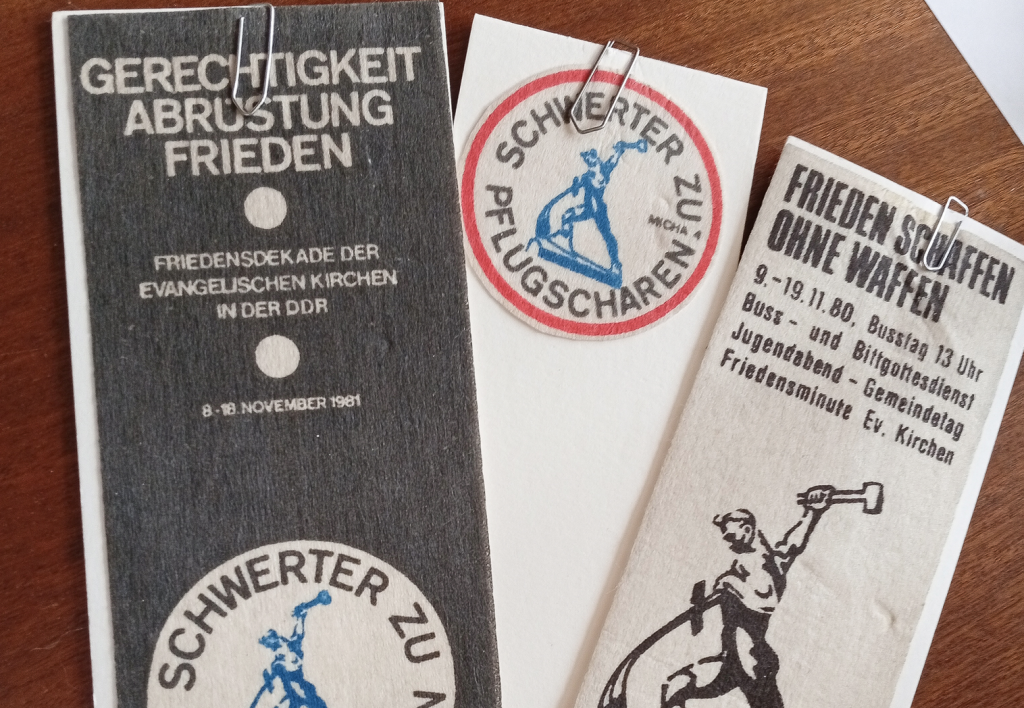 GERECHTIGKEIT
ABRÜSTUNG
FRIEDEN
FRIEDENSDEKADE DER
EVANGELISCHEN KIRCHEN
IN DER DDR
8.-18. NOVEMBER 1981
SCHWERTER ZU
SCHWERTER ZU
PFLUGSCHAREN
MICHA
FRIEDEN SCHAFFEN
OHNE WAFFEN
9.-19.11.80, Busstag 13 Uhr
Buss- und Bittgottesdienst
Jugendabend - Gemeindetag
Friedensminute Ev. Kirchen